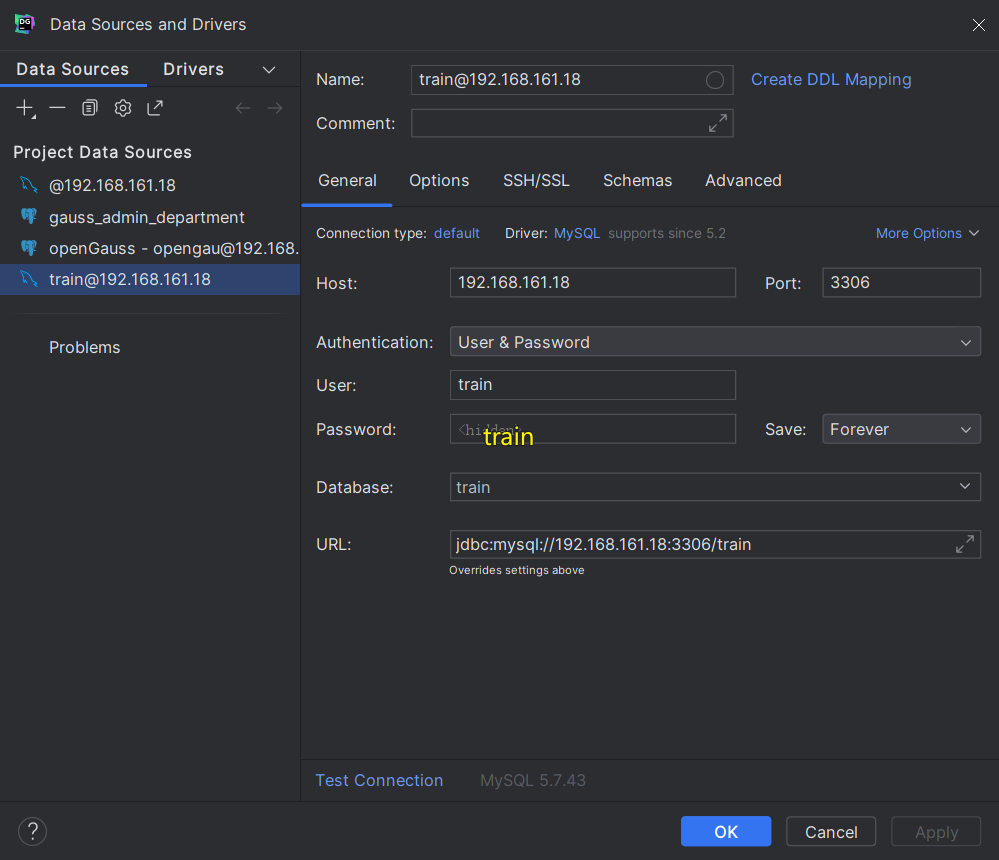 Data Sources and Drivers
Data Sources
Drivers
Project Data Sources
@192.168.161.18
gauss_admin_department
openGauss - opengau@192.168.
train@192.168.161.18
Problems
Name:
train@192.168.161.18
Create DDL Mapping
Comment:
General
Options
SSH/SSL
Schemas
Advanced
Connection type: default
Driver: MySQL supports since 5.2
More Options
Host:
192.168.161.18
Port:
3306
Authentication:
User & Password
User:
train
Password:
<hidden>
train
Save:
Forever
Database:
train
URL:
jdbc:mysql://192.168.161.18:3306/train
Overrides settings above
Test Connection
MySQL 5.7.43
?
OK
Cancel
Apply